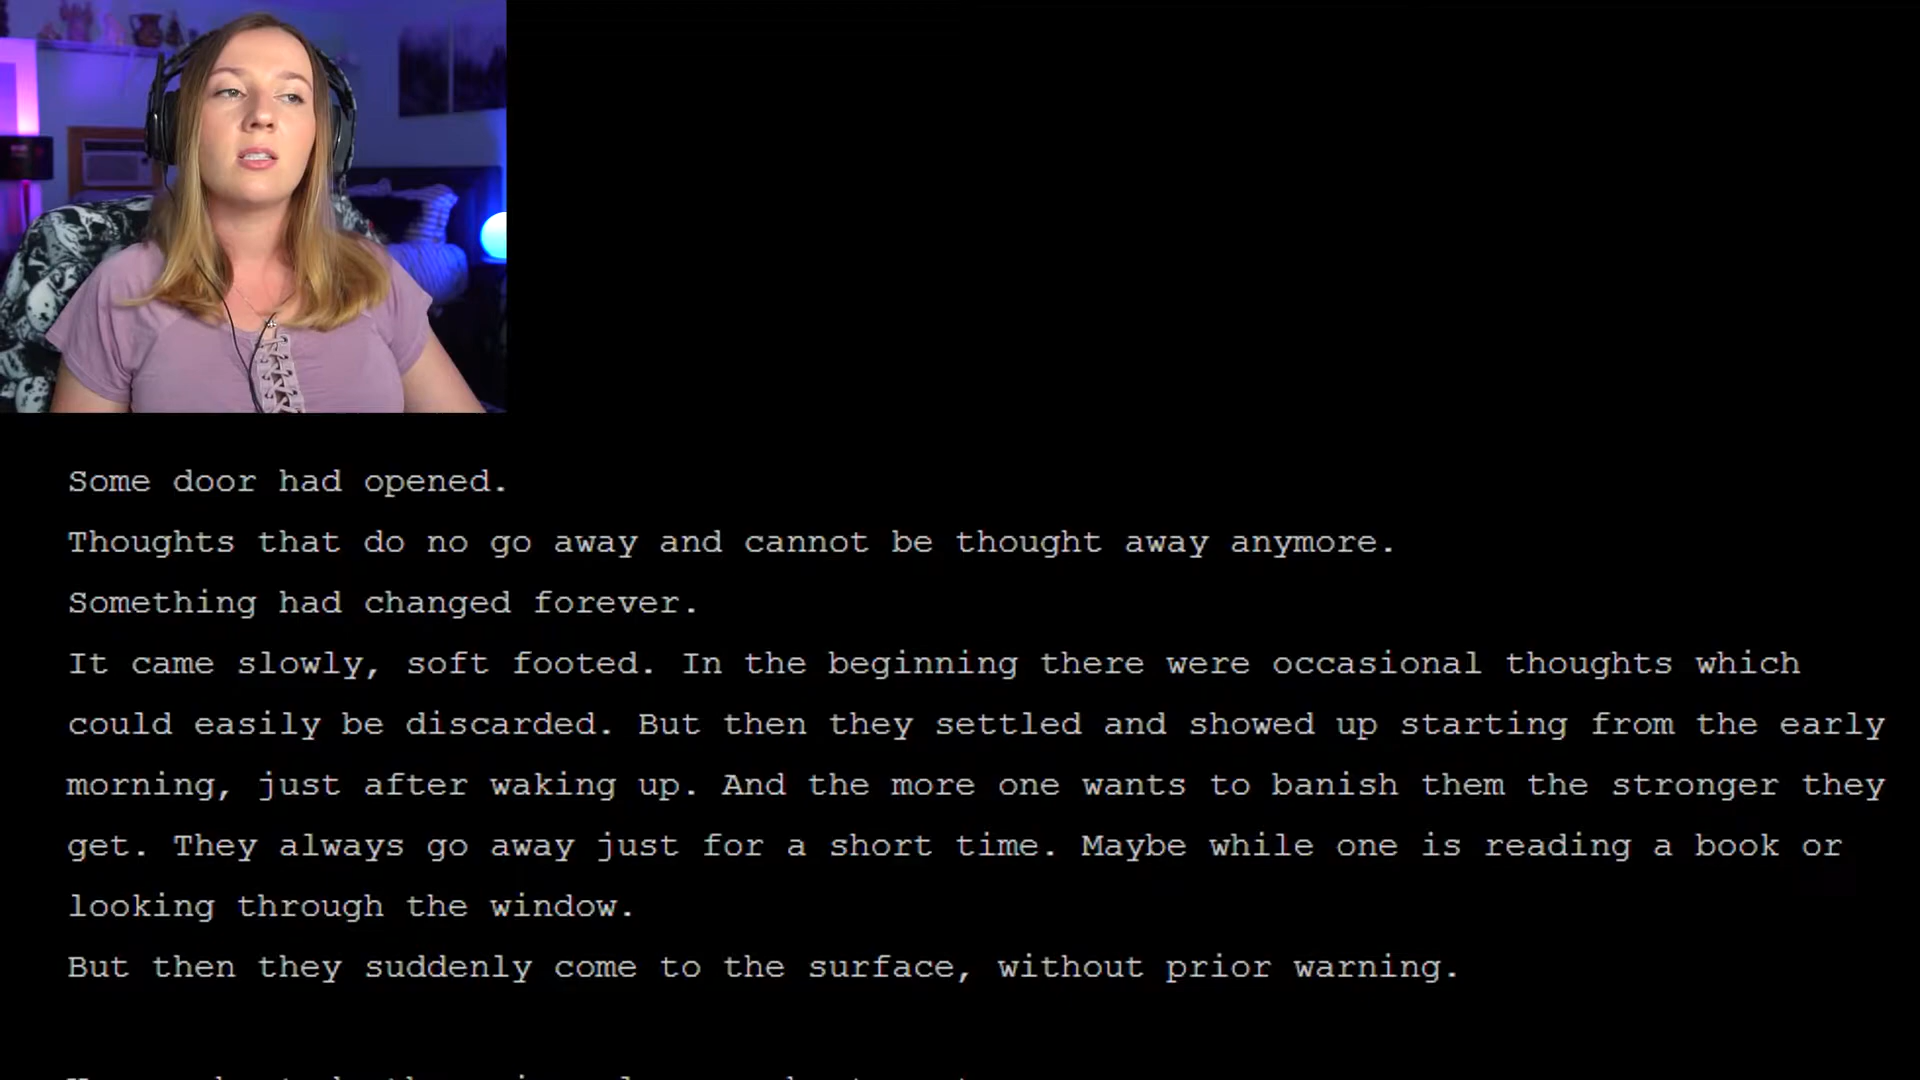 Some door had opened.
Thoughts that do no go away and cannot be thought away anymore.
Something had changed forever.
It came slowly, soft footed. In the beginning there were occasional thoughts which
could easily be discarded. But then they settled and showed up starting from the early
morning, just after waking up. And the more one wants to banish them the stronger they
get. They always go away just for a short time. Maybe while one is reading a book or
looking through the window.
But then they suddenly come to the surface, without prior warning.